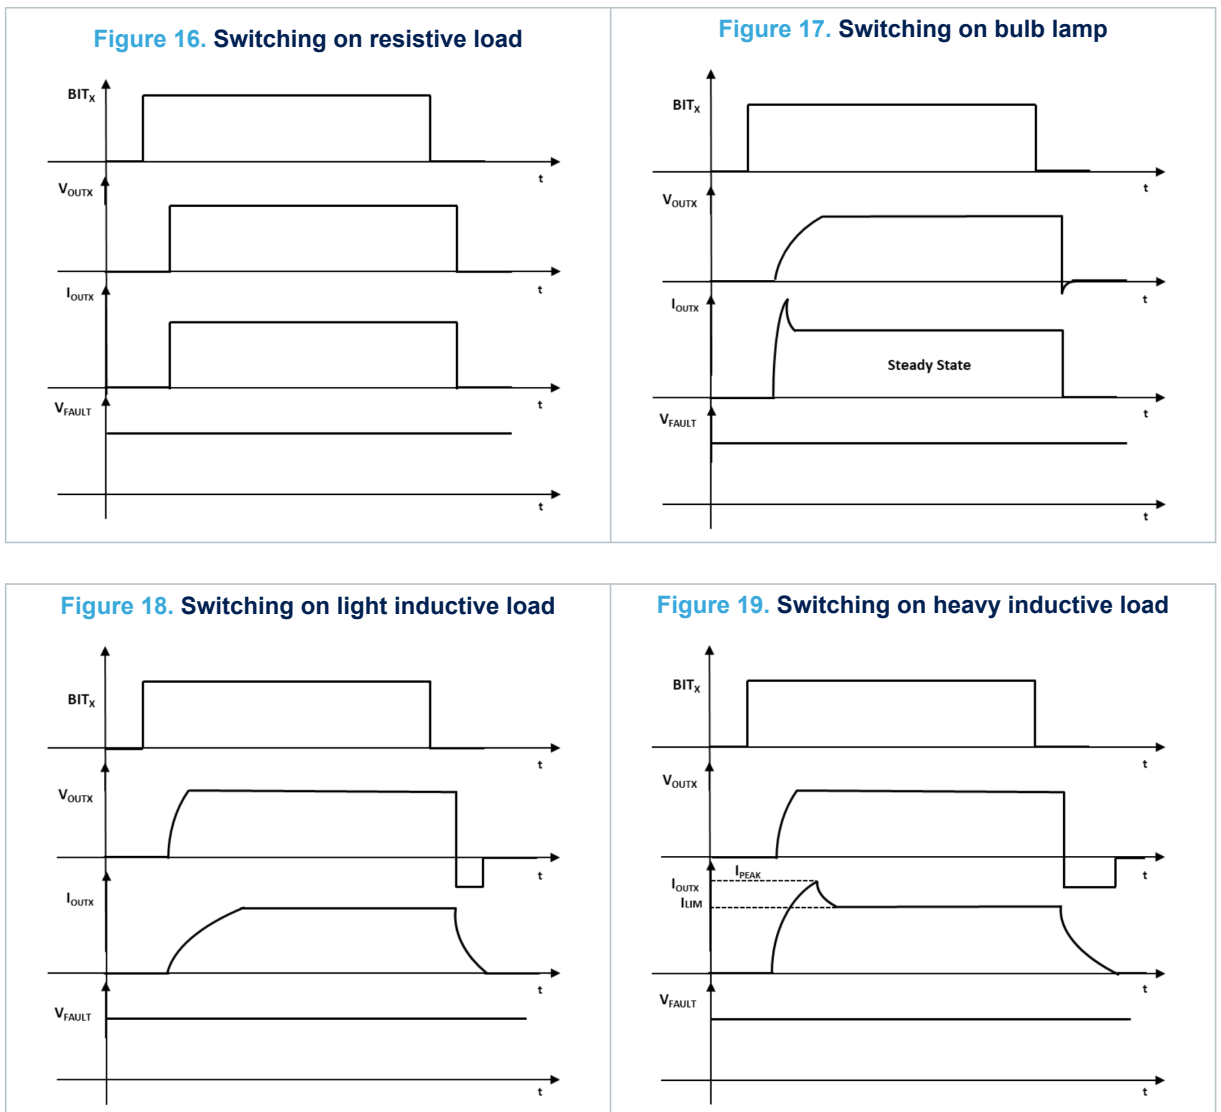 Figure 16. Switching on resistive load
BITX
t
VOUTX
t
IOUTX
t
VFAULT
t
Figure 17. Switching on bulb lamp
BITX
t
VOUTX
t
IOUTX
Steady State
t
VFAULT
t
Figure 18. Switching on light inductive load
BITX
t
VOUTX
t
IOUTX
t
VFAULT
t
Figure 19. Switching on heavy inductive load
BITX
t
VOUTX
t
IPEAK
IOUTX
ILIM
t
VFAULT
t